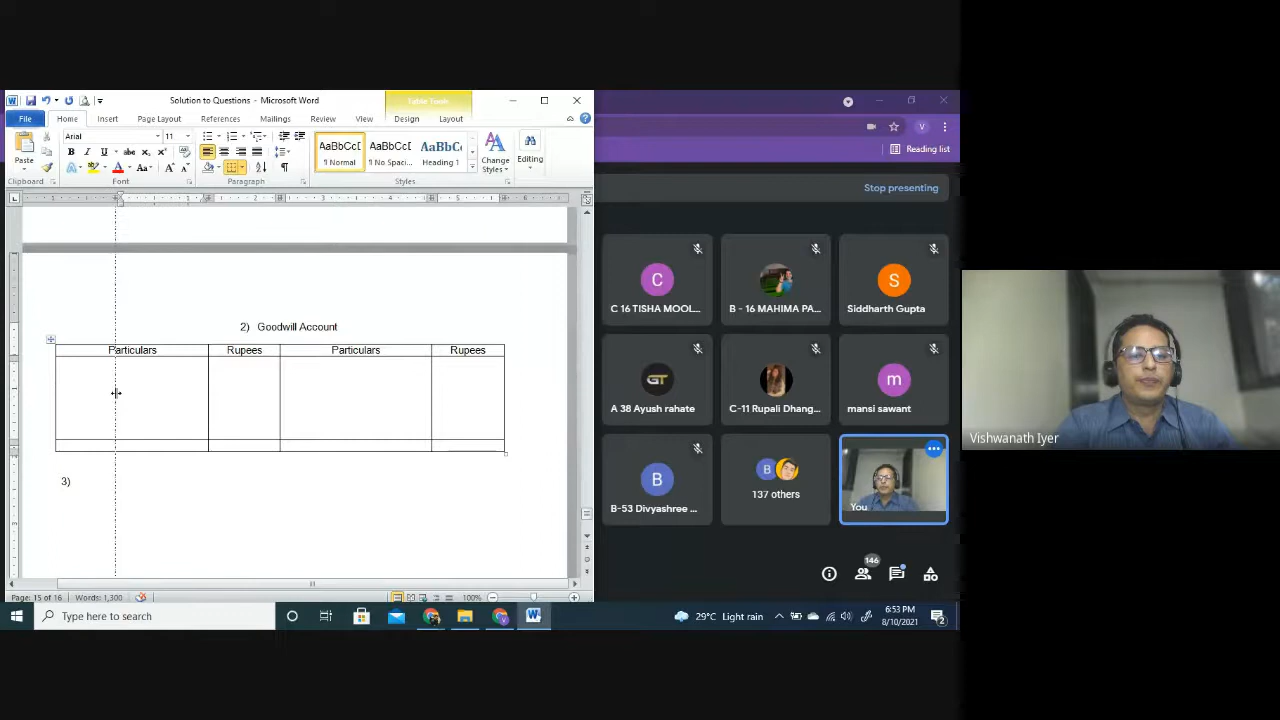 Solution to Questions - Microsoft Word
Table Tools
File
Home
Insert
Page Layout
References
Mailings
Review
View
Design
Layout
Reading list
Arial
11
Paste
AaBbCcI
AaBbCcI
AaBbC
¶ Normal
¶ No Spaci...
Heading 1
Change
Styles
Editing
Clipboard
Font
Paragraph
Styles
Stop presenting
2) Goodwill Account
Particulars
Rupees
Particulars
Rupees
3)
C
C 16 TISHA MOOL...
B - 16 MAHIMA PA...
S
Siddharth Gupta
GT
A 38 Ayush rahate
C-11 Rupali Dhang...
m
mansi sawant
B
B-53 Divyashree ...
B
137 others
You
Vishwanath Iyer
146
Page: 15 of 16
Words: 1,300
100%
Type here to search
29°C Light rain
6:53 PM
8/10/2021
2